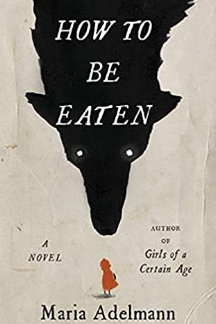 HOW TO
BE
EATEN
A
NOVEL
AUTHOR
OF
Girls of a
Certain Age
Maria Adelmann